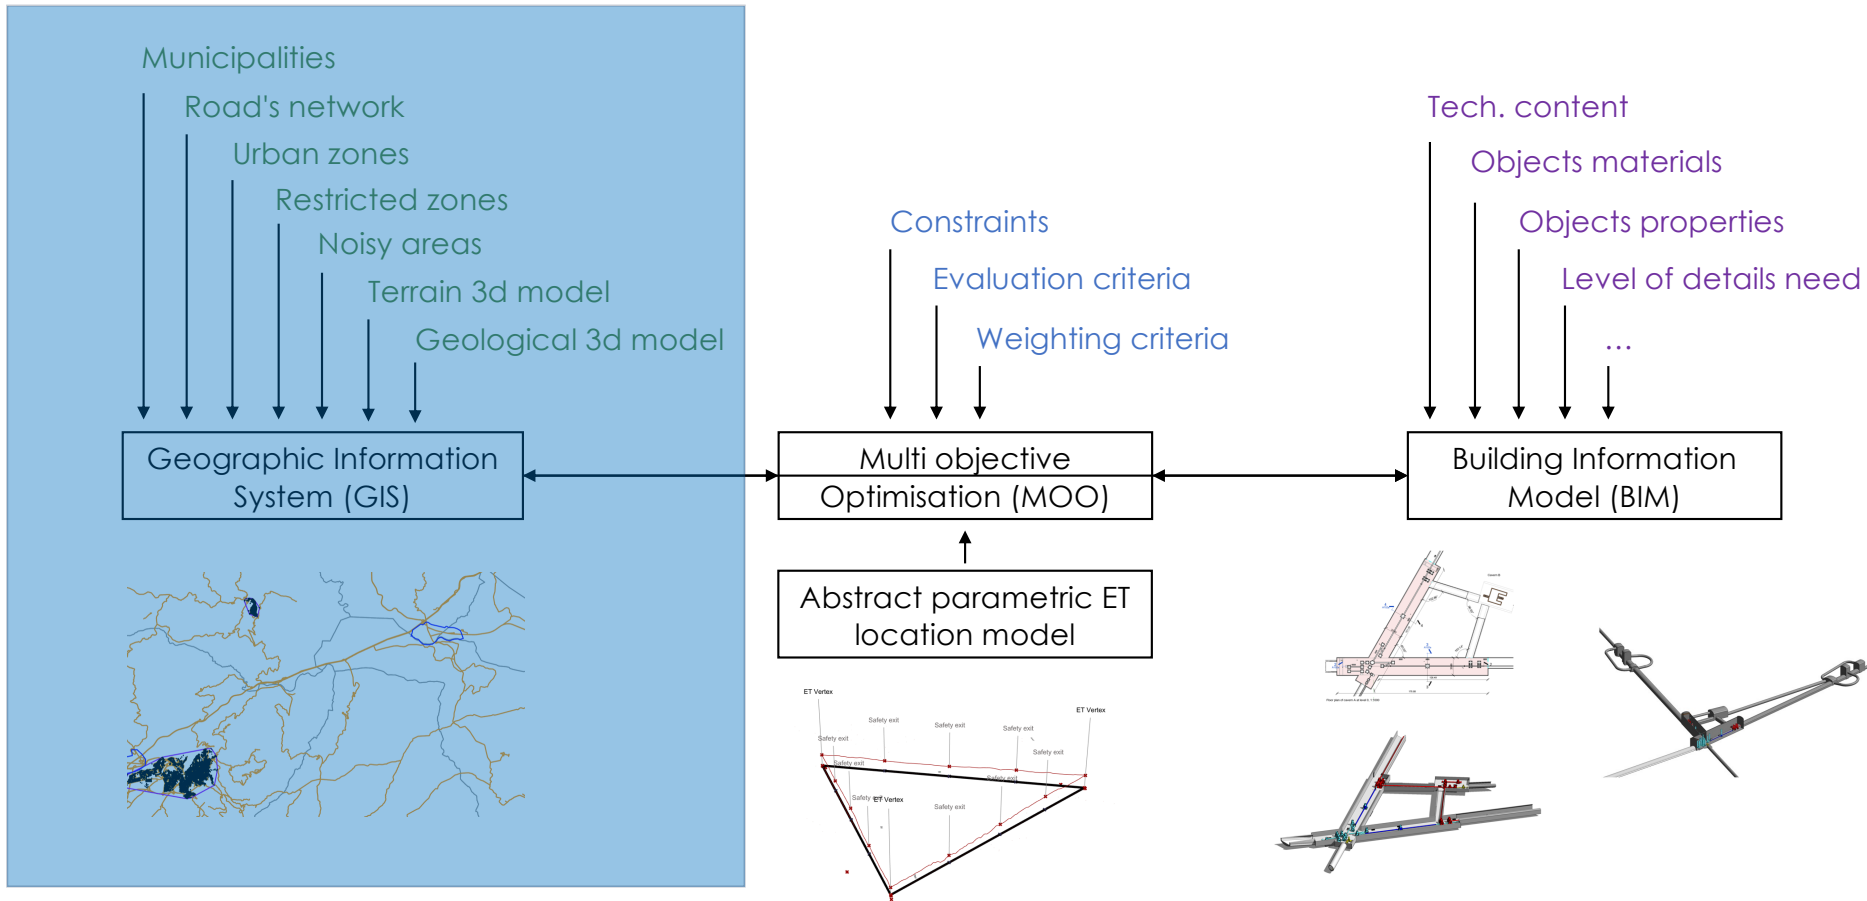 Municipalities
Road's network
Urban zones
Restricted zones
Noisy areas
Terrain 3d model
Geological 3d model
Geographic Information
System (GIS)
Constraints
Evaluation criteria
Weighting criteria
Multi objective
Optimisation (MOO)
Abstract parametric ET
location model
ET Vertex
ET Vertex
Safety exit
Safety exit
Safety exit
Safety exit
Safety exit
Safety exit
Safety exit
Safety exit
Safety exit
ET Vertex
Tech. content
Objects materials
Objects properties
Level of details need
...
Building Information
Model (BIM)